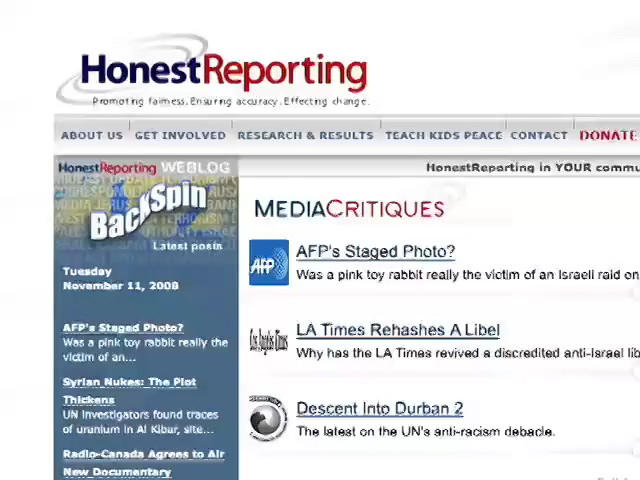 HonestReporting
Promoting fairness. Ensuring accuracy. Effecting change.
ABOUT US GET INVOLVED RESEARCH & RESULTS TEACH KIDS PEACE CONTACT DONATE
HonestReporting WEBLOG
HonestReporting in YOUR commu
BackSpin
Latest posts
MEDIACRITIQUES
AFP
AFP's Staged Photo?
Was a pink toy rabbit really the victim of an Israeli raid on
Los Angeles Times
LA Times Rehashes A Libel
Why has the LA Times revived a discredited anti-Israel lib
Descent Into Durban 2
The latest on the UN's anti-racism debacle.
Tuesday
November 11, 2008
AFP's Staged Photo?
Was a pink toy rabbit really the
victim of an...
Syrian Nukes: The Plot
Thickens
UN investigators found traces
of uranium in Al Kibar, site...
Radio-Canada Agrees to Air
New Documentary